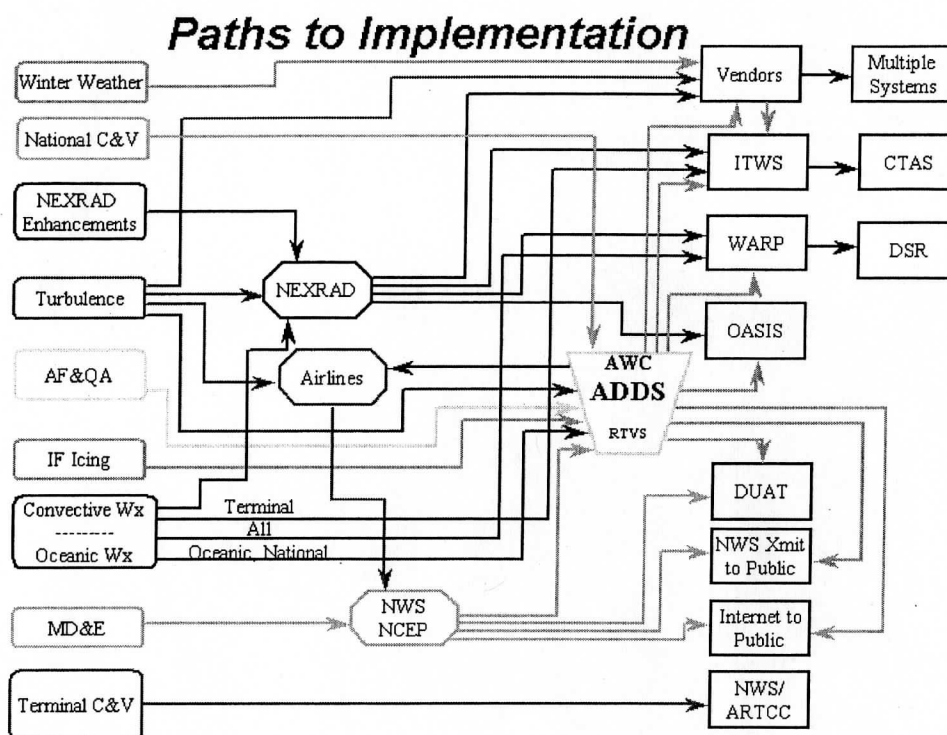 Paths to Implementation
Winter Weather
National C&V
NEXRAD
Enhancements
Turbulence
AF&QA
IF Icing
Convective Wx
---------
Oceanic Wx
MD&E
Terminal C&V
NEXRAD
Airlines
Terminal
All
Oceanic, National
NWS
NCEP
AWC
ADDS
RTVS
Vendors
ITWS
WARP
OASIS
DUAT
NWS Xmit
to Public
Internet to
Public
NWS/
ARTCC
Multiple
Systems
CTAS
DSR